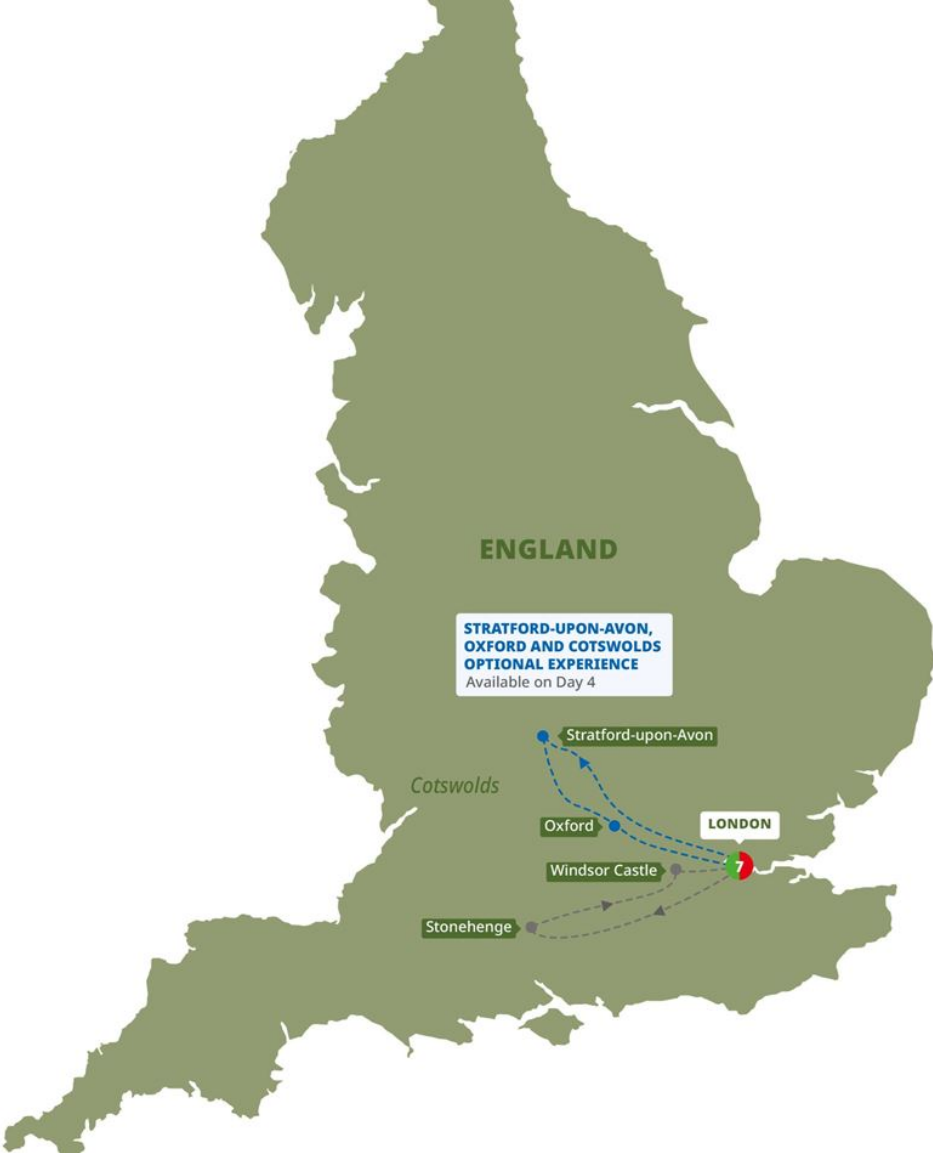 ENGLAND
STRATFORD-UPON-AVON,
OXFORD AND COTSWOLDS
OPTIONAL EXPERIENCE
Available on Day 4
Stratford-upon-Avon
Cotswolds
Oxford
LONDON
7
Windsor Castle
Stonehenge